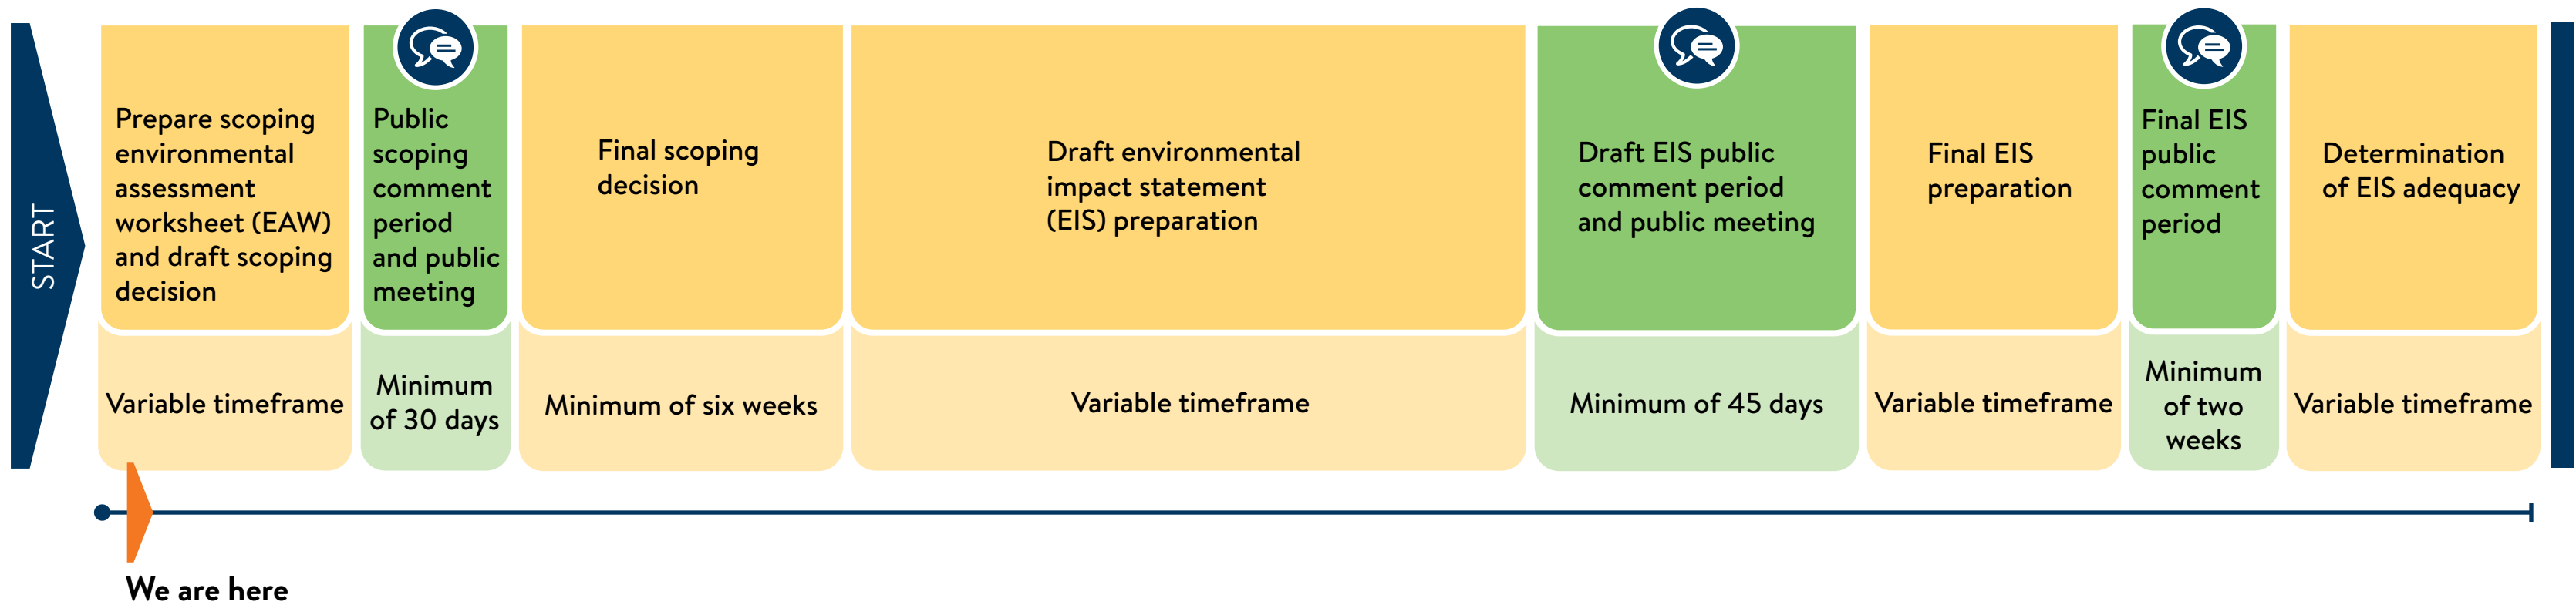 START
Prepare scoping
environmental
assessment
worksheet (EAW)
and draft scoping
decision
Variable timeframe
Public
scoping
comment
period
and public
meeting
Minimum
of 30 days
Final scoping
decision
Minimum of six weeks
Draft environmental
impact statement
(EIS) preparation
Variable timeframe
Draft EIS public
comment period
and public meeting
Minimum of 45 days
Final EIS
preparation
Variable timeframe
Final EIS
public
comment
period
Minimum
of two
weeks
Determination
of EIS adequacy
Variable timeframe
We are here